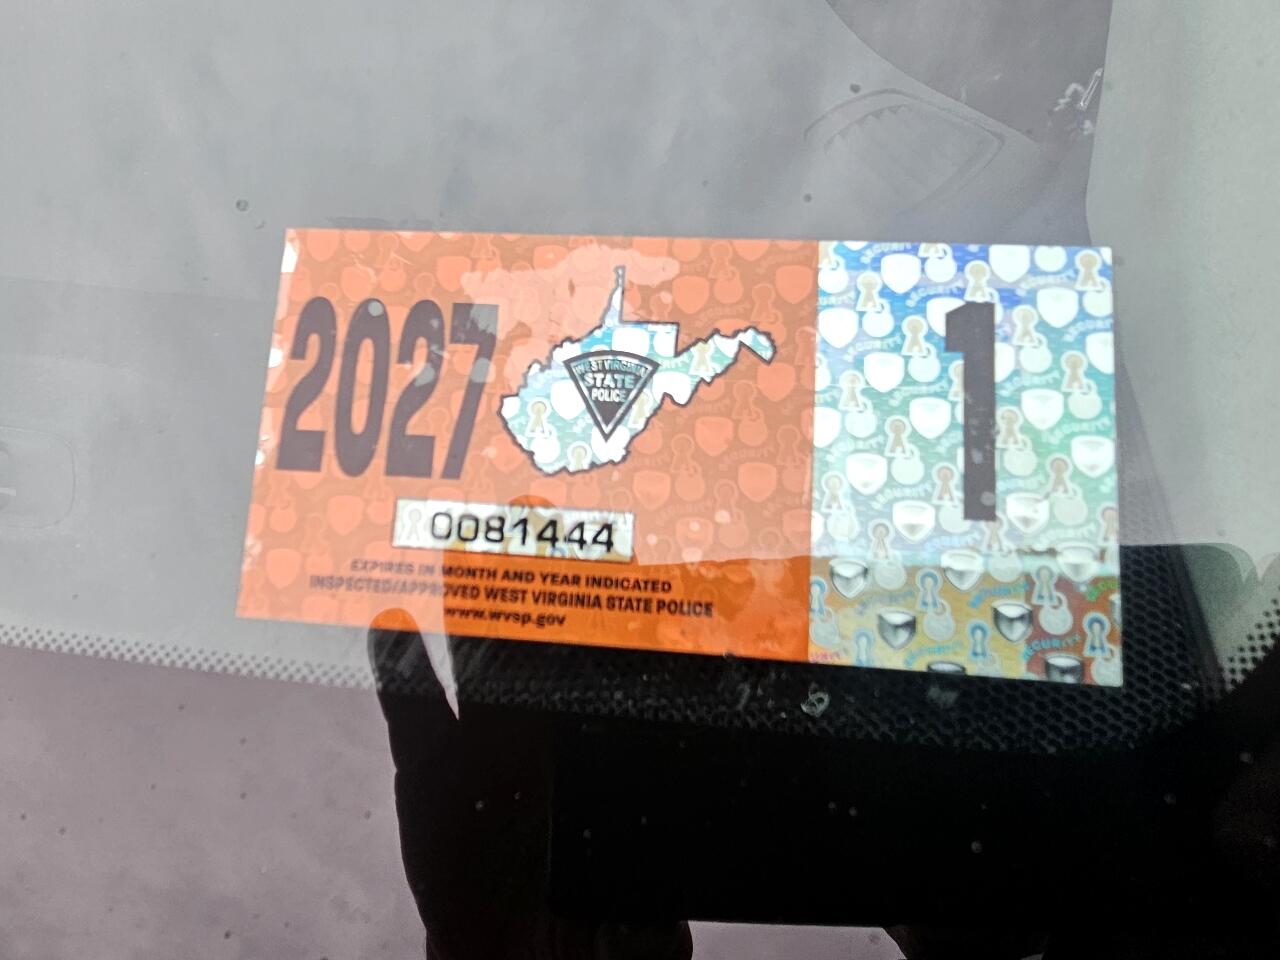 2027
WEST VIRGINIA
STATE
POLICE
1
0081444
EXPIRES IN MONTH AND YEAR INDICATED
INSPECTED/APPROVED WEST VIRGINIA STATE POLICE
www.wvsp.gov
SECURITY